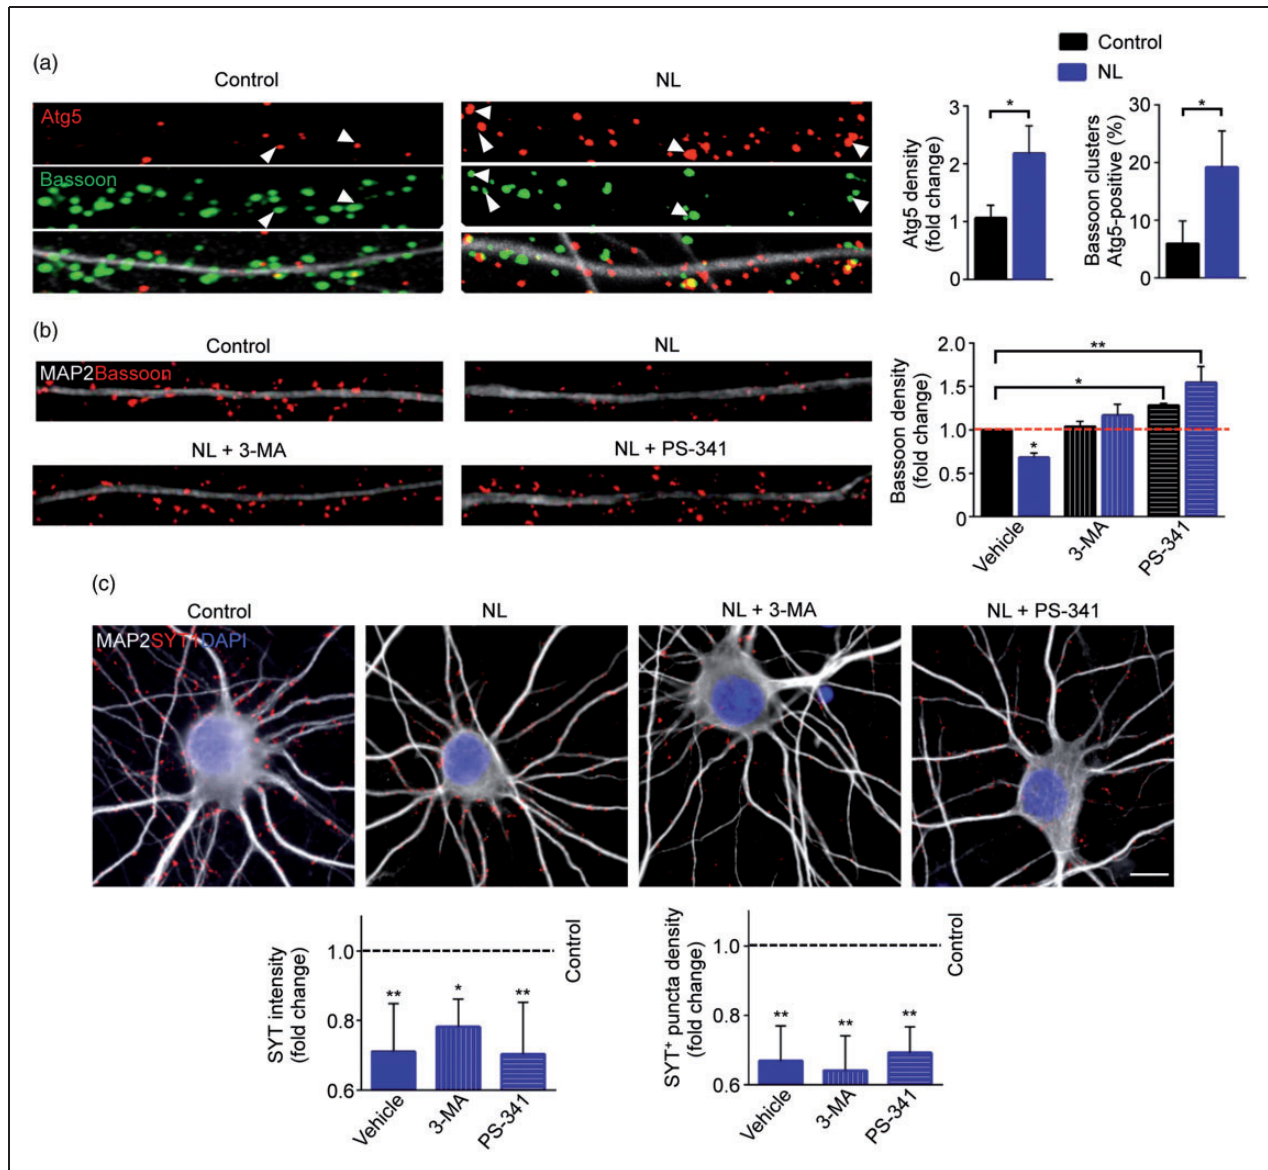 (a)
Control
NL
Control
NL
Atg5
Bassoon
Atg5 density
(fold change)
3
2
1
0
*
Bassoon clusters
Atg5-positive (%)
30
20
10
0
*
(b)
Control
NL
MAP2Bassoon
NL + 3-MA
NL + PS-341
Bassoon density
(fold change)
2.0
1.5
1.0
0.5
0
**
*
*
Vehicle
3-MA
PS-341
(c)
Control
NL
NL + 3-MA
NL + PS-341
MAP2SYT1DAPI
SYT intensity
(fold change)
1.0
0.8
0.6
Control
**
*
**
Vehicle
3-MA
PS-341
SYT+ puncta density
(fold change)
1.0
0.8
0.6
Control
**
**
**
Vehicle
3-MA
PS-341